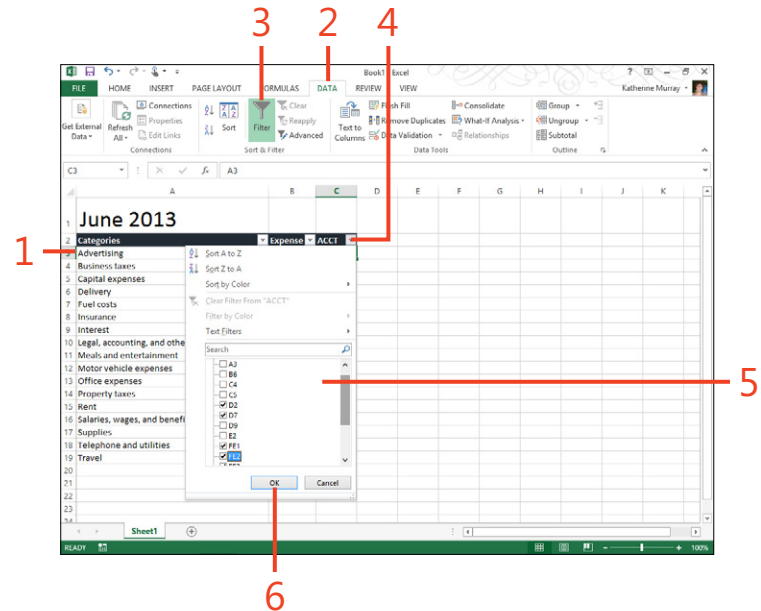 3 2 4
Book1 - Excel
FILE HOME INSERT PAGE LAYOUT FORMULAS DATA REVIEW VIEW Katherine Murray
Get External Data
Refresh All
Connections
Properties
Edit Links
Connections
Sort
Filter
Clear
Reapply
Advanced
Sort & Filter
Text to Columns
Flash Fill
Remove Duplicates
Data Validation
Consolidate
What-If Analysis
Relationships
Data Tools
Group
Ungroup
Subtotal
Outline
C3 fx A3
A B C D E F G H I J K
1 June 2013
2 Categories Expense ACCT
3 Advertising
4 Business taxes
5 Capital expenses
6 Delivery
7 Fuel costs
8 Insurance
9 Interest
10 Legal, accounting, and othe
11 Meals and entertainment
12 Motor vehicle expenses
13 Office expenses
14 Property taxes
15 Rent
16 Salaries, wages, and benefi
17 Supplies
18 Telephone and utilities
19 Travel
20
21
22
23
Sort A to Z
Sort Z to A
Sort by Color
Clear Filter From "ACCT"
Filter by Color
Text Filters
Search
A3
B6
C4
C5
D2
D7
D9
E2
FE1
FE2
OK Cancel
Sheet1
READY 100%
1
5
6